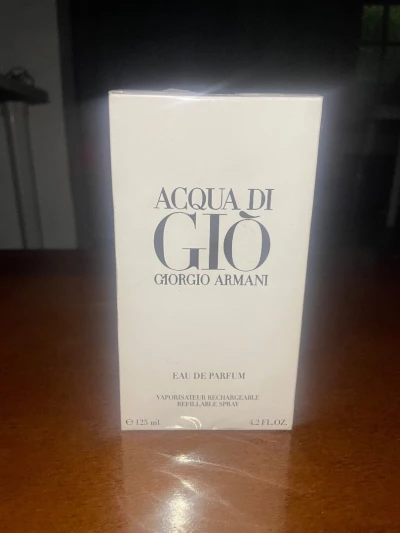 ACQUA DI
GIÒ
GIORGIO ARMANI
EAU DE PARFUM
VAPORISATEUR RECHARGEABLE
REFILLABLE SPRAY
℮ 125 ml 4.2 FL.OZ.